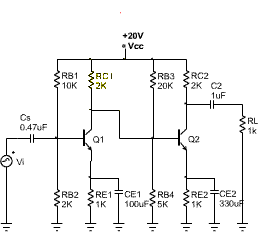 +20V
Vcc
RB1
10K
RC1
2K
RB3
20K
RC2
2K
C2
1uF
Cs
0.47uF
RL
1k
Q1
Q2
Vi
RB2
2K
RE1
1K
CE1
100uF
RB4
5K
RE2
1K
CE2
330uF